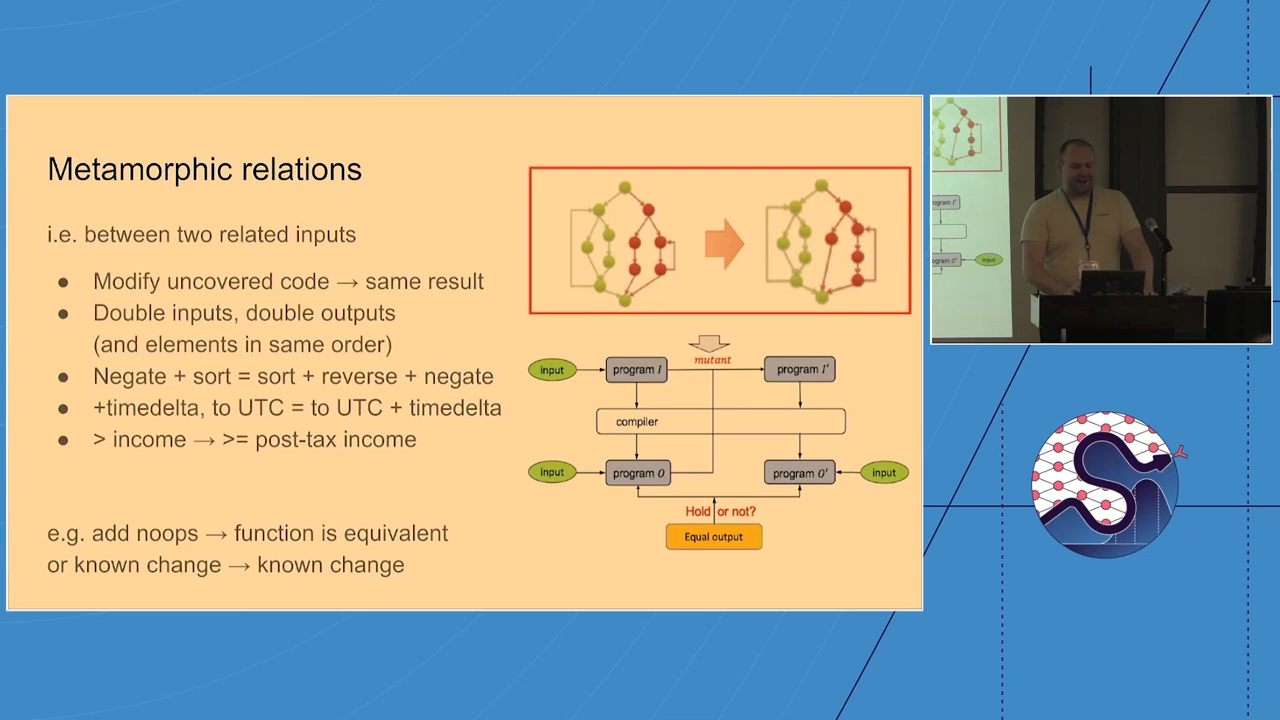 Metamorphic relations
i.e. between two related inputs
● Modify uncovered code → same result
● Double inputs, double outputs
(and elements in same order)
● Negate + sort = sort + reverse + negate
● +timedelta, to UTC = to UTC + timedelta
● > income → >= post-tax income
e.g. add noops → function is equivalent
or known change → known change
mutant
input
program I
program I'
compiler
input
program O
program O'
input
Hold or not?
Equal output
ogram I'
ogram O'
input